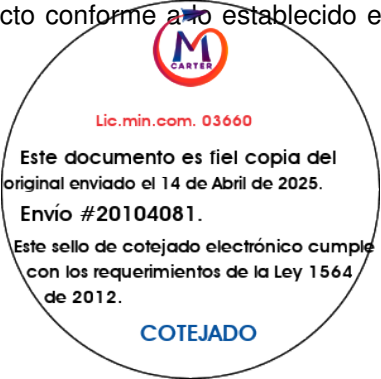 cto conforme a lo establecido e
M
CARTER
Lic.min.com. 03660
Este documento es fiel copia del
original enviado el 14 de Abril de 2025.
Envío #20104081.
Este sello de cotejado electrónico cumple
con los requerimientos de la Ley 1564
de 2012.
COTEJADO